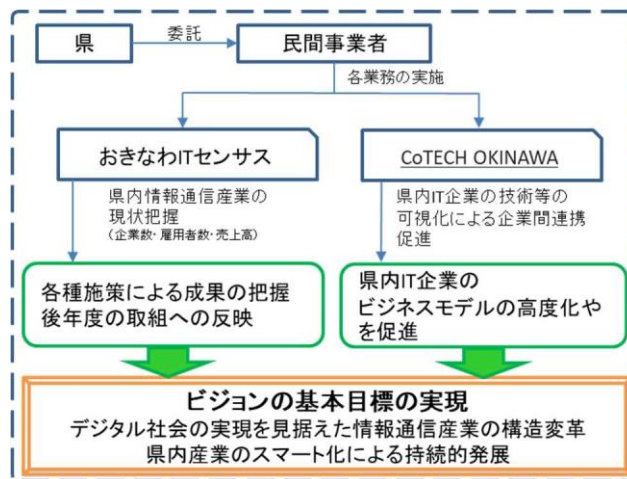 県
委託
民間事業者
各業務の実施
おきなわITセンサス
CoTECH OKINAWA
県内情報通信産業の
現状把握
(企業数・雇用者数・売上高)
県内IT企業の技術等の
可視化による企業間連携
促進
各種施策による成果の把握
後年度の取組への反映
県内IT企業の
ビジネスモデルの高度化や
を促進
ビジョンの基本目標の実現
デジタル社会の実現を見据えた情報通信産業の構造変革
県内産業のスマート化による持続的発展